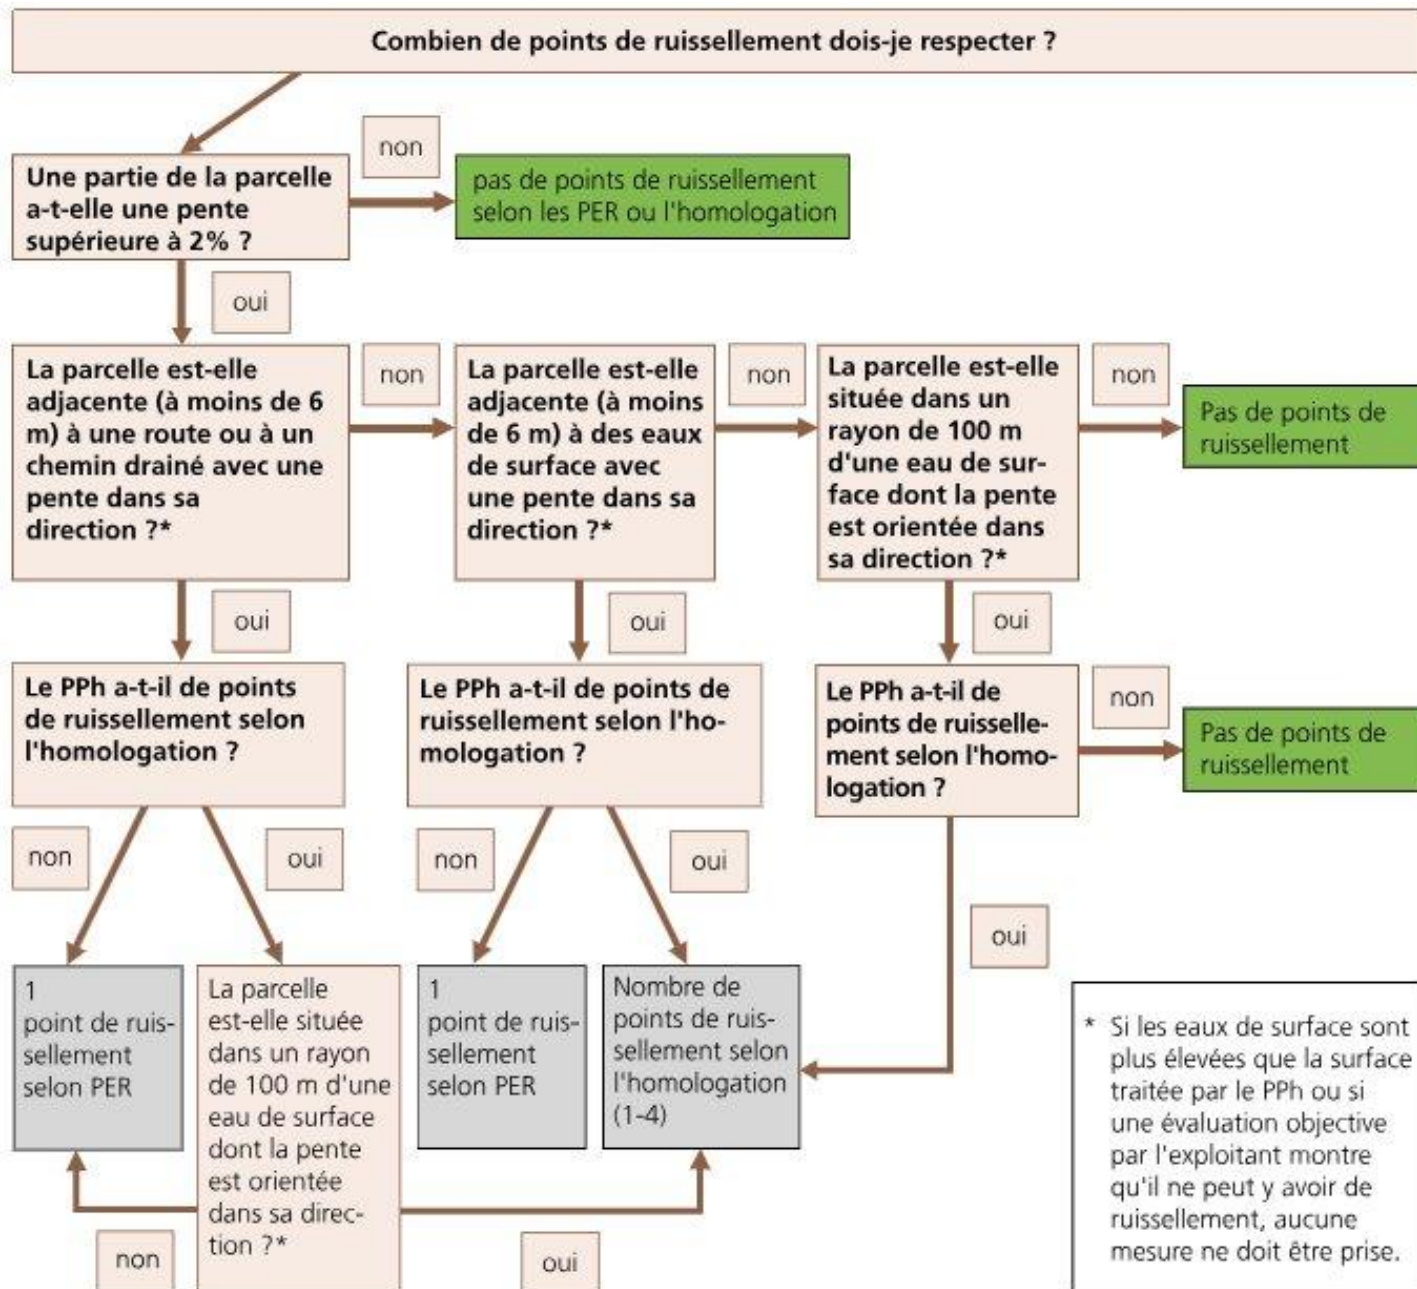 Combien de points de ruissellement dois-je respecter ?
Une partie de la parcelle
a-t-elle une pente
supérieure à 2% ?
non
pas de points de ruissellement
selon les PER ou l'homologation
oui
La parcelle est-elle
adjacente (à moins de 6
m) à une route ou à un
chemin drainé avec une
pente dans sa
direction ?*
non
La parcelle est-elle
adjacente (à moins
de 6 m) à des eaux
de surface avec
une pente dans sa
direction ?*
non
La parcelle est-elle
située dans un
rayon de 100 m
d'une eau de sur-
face dont la pente
est orientée dans
sa direction ?*
non
Pas de points de
ruissellement
oui
oui
oui
Le PPh a-t-il de points
de ruissellement selon
l'homologation ?
Le PPh a-t-il de points de
ruissellement selon l'ho-
mologation ?
Le PPh a-t-il de
points de ruisselle-
ment selon l'homo-
logation ?
non
Pas de points de
ruissellement
non
oui
non
oui
oui
1
point de ruis-
sellement
selon PER
La parcelle
est-elle située
dans un rayon
de 100 m d'une
eau de surface
dont la pente
est orientée
dans sa direc-
tion ?*
1
point de ruis-
sellement
selon PER
Nombre de
points de ruis-
sellement selon
l'homologation
(1-4)
non
oui
* Si les eaux de surface sont
plus élevées que la surface
traitée par le PPh ou si
une évaluation objective
par l'exploitant montre
qu'il ne peut y avoir de
ruissellement, aucune
mesure ne doit être prise.